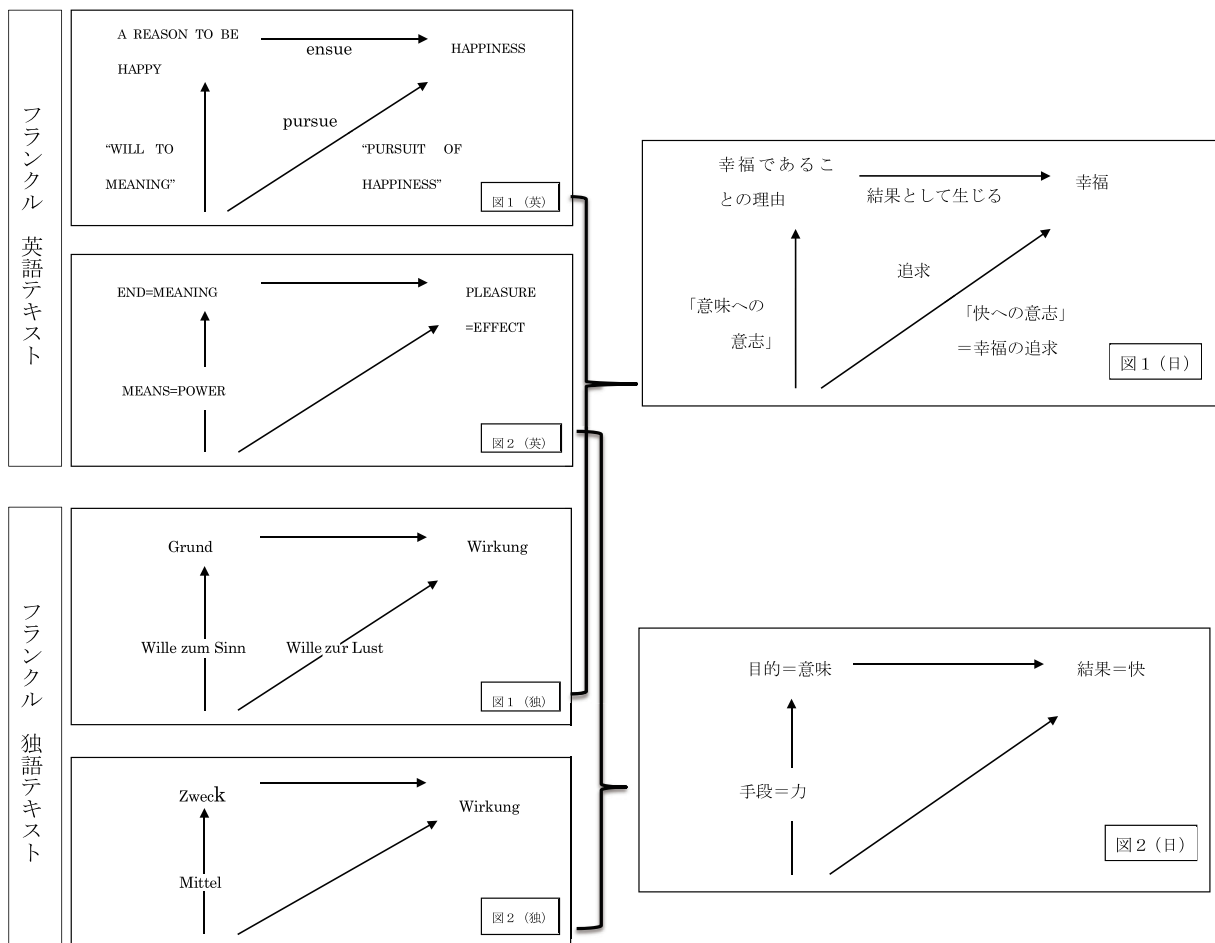 フランクル 英語テキスト
A REASON TO BE
HAPPY
ensue
HAPPINESS
pursue
“WILL TO
MEANING”
“PURSUIT OF
HAPPINESS”
図1（英）
END=MEANING
PLEASURE
=EFFECT
MEANS=POWER
図2（英）
フランクル 独語テキスト
Grund
Wirkung
Wille zum Sinn
Wille zur Lust
図1（独）
Zweck
Wirkung
Mittel
図2（独）
幸福であるこ
との理由
結果として生じる
幸福
追求
「意味への
意志」
「快への意志」
＝幸福の追求
図1（日）
目的＝意味
結果＝快
手段＝力
図2（日）